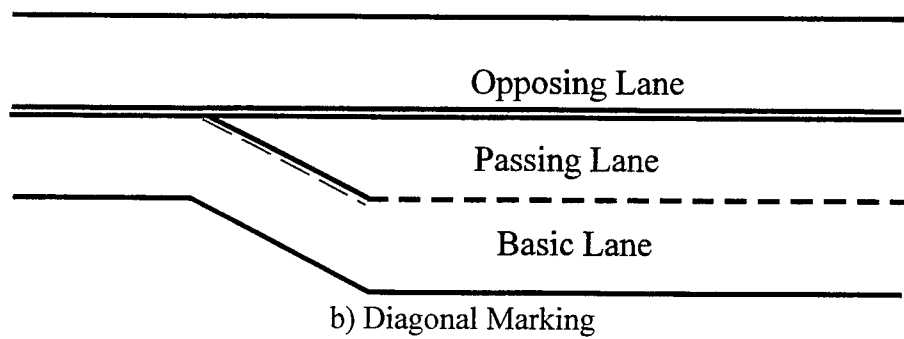 Opposing Lane
Passing Lane
Basic Lane
b) Diagonal Marking